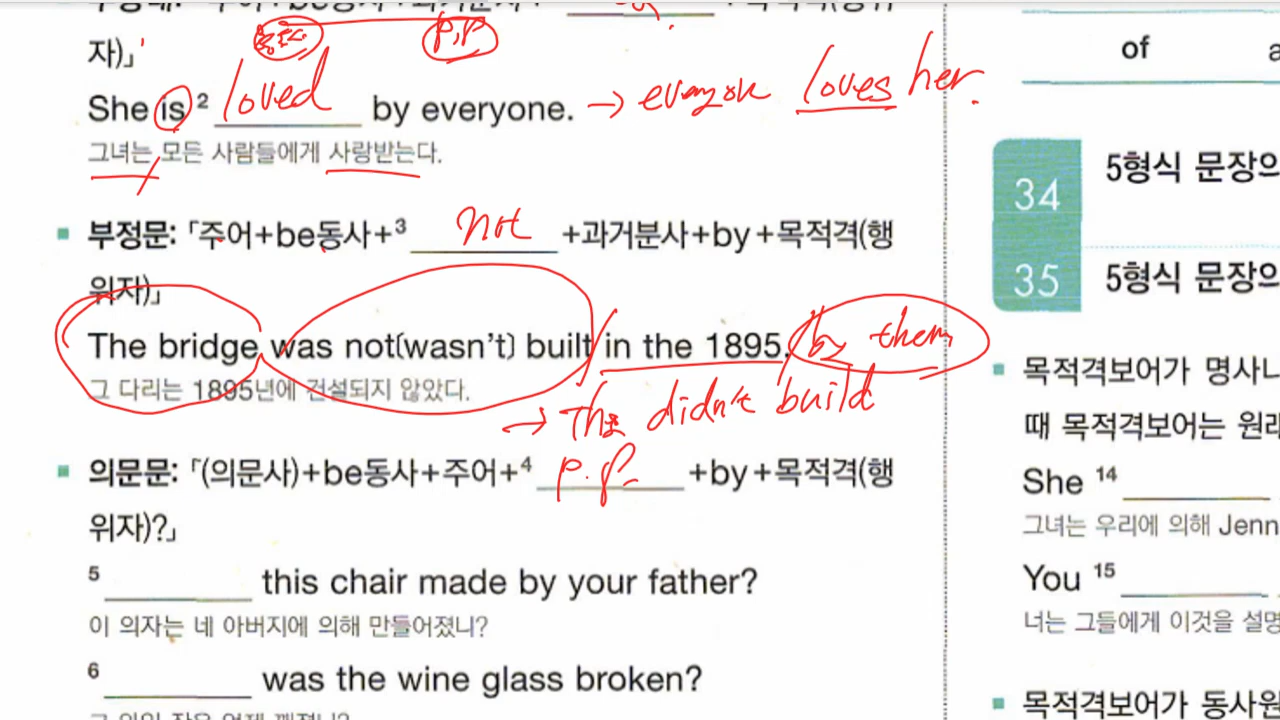 자)」
p.p
She is ² loved by everyone. → everyone loves her.
그녀는 모든 사람들에게 사랑받는다.
부정문: 「주어+be동사+³ not +과거분사+by+목적격(행
위자)」
The bridge was not(wasn't) built in the 1895. by them
그 다리는 1895년에 건설되지 않았다.
→ didn't build
의문문: 「(의문사)+be동사+주어+⁴ p.p. +by+목적격(행
위자)?」
⁵ this chair made by your father?
이 의자는 네 아버지에 의해 만들어졌니?
⁶ was the wine glass broken?
of
34 5형식 문장의
35 5형식 문장의
목적격보어가 명사나
때 목적격보어는 원래
She ¹⁴
그녀는 우리에 의해 Jenn
You ¹⁵
너는 그들에게 이것을 설명
목적격보어가 동사원